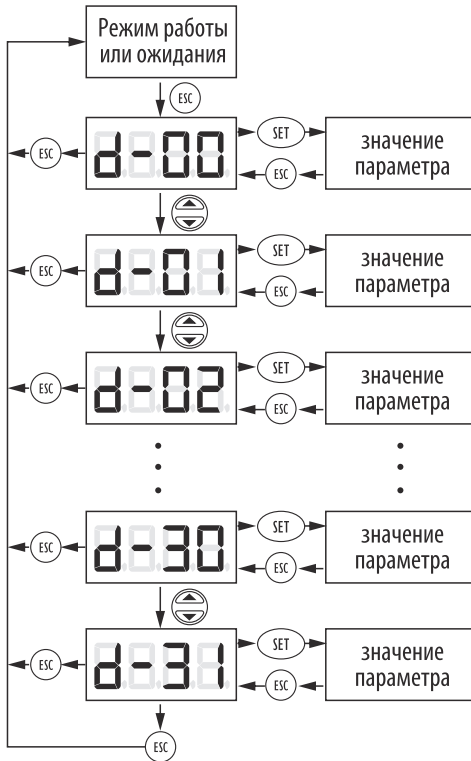 Режим работы
или ожидания
ESC
ESC
d-00
SET
ESC
значение
параметра
ESC
d-01
SET
ESC
значение
параметра
ESC
d-02
SET
ESC
значение
параметра
ESC
d-30
SET
ESC
значение
параметра
ESC
d-31
SET
ESC
значение
параметра
ESC